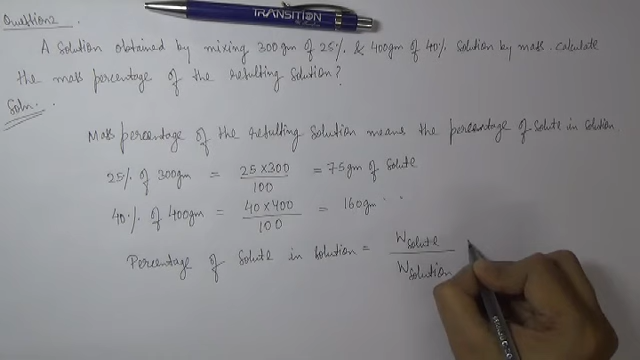 Question2
TRANSITION
A solution obtained by mixing 300gm of 25% & 400gm of 40% solution by mass. calculate
the mass percentage of the resulting solution?
Soln.
Mass percentage of the resulting solution means the percentage of solute in solution
25% of 300gm = 25×300/100 = 75gm of solute
40% of 400gm = 40×400/100 = 160gm " "
Percentage of solute in solution = Wsolute/Wsolution